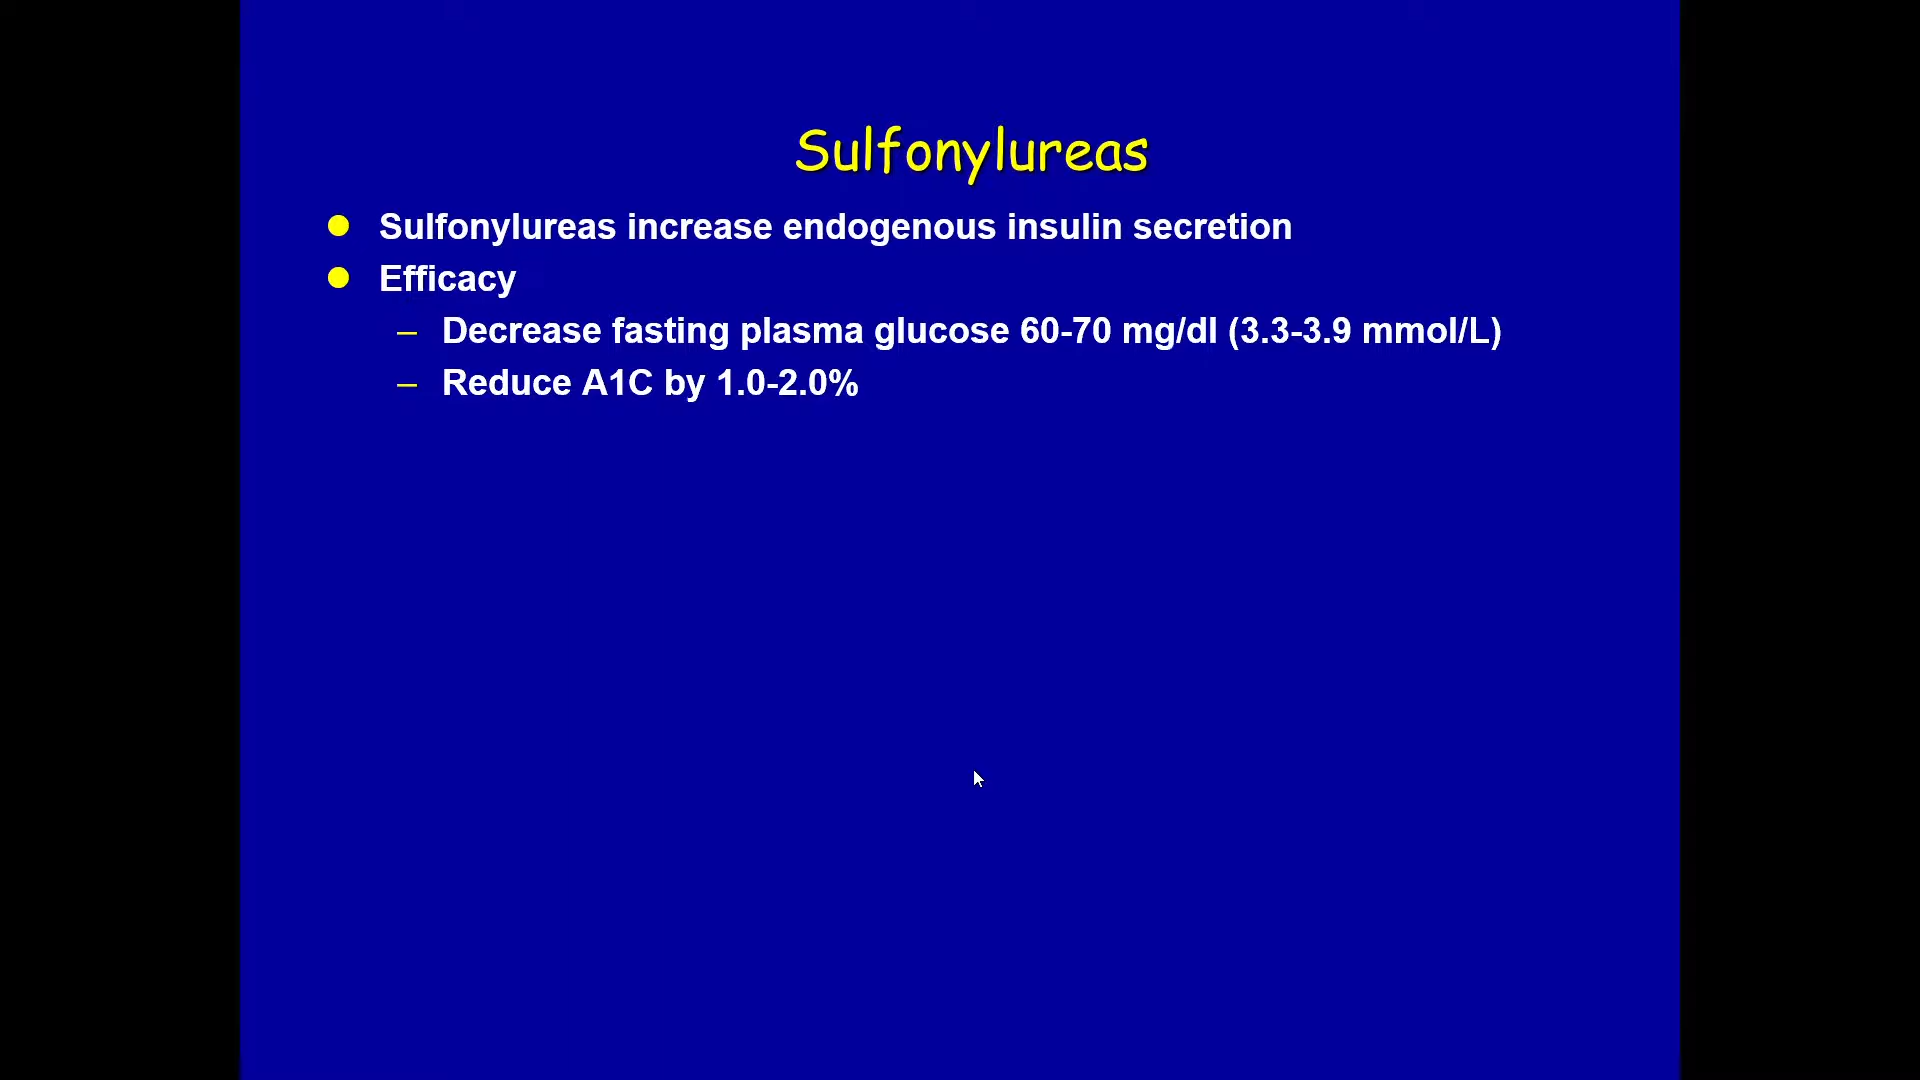 Sulfonylureas
● Sulfonylureas increase endogenous insulin secretion
● Efficacy
– Decrease fasting plasma glucose 60-70 mg/dl (3.3-3.9 mmol/L)
– Reduce A1C by 1.0-2.0%